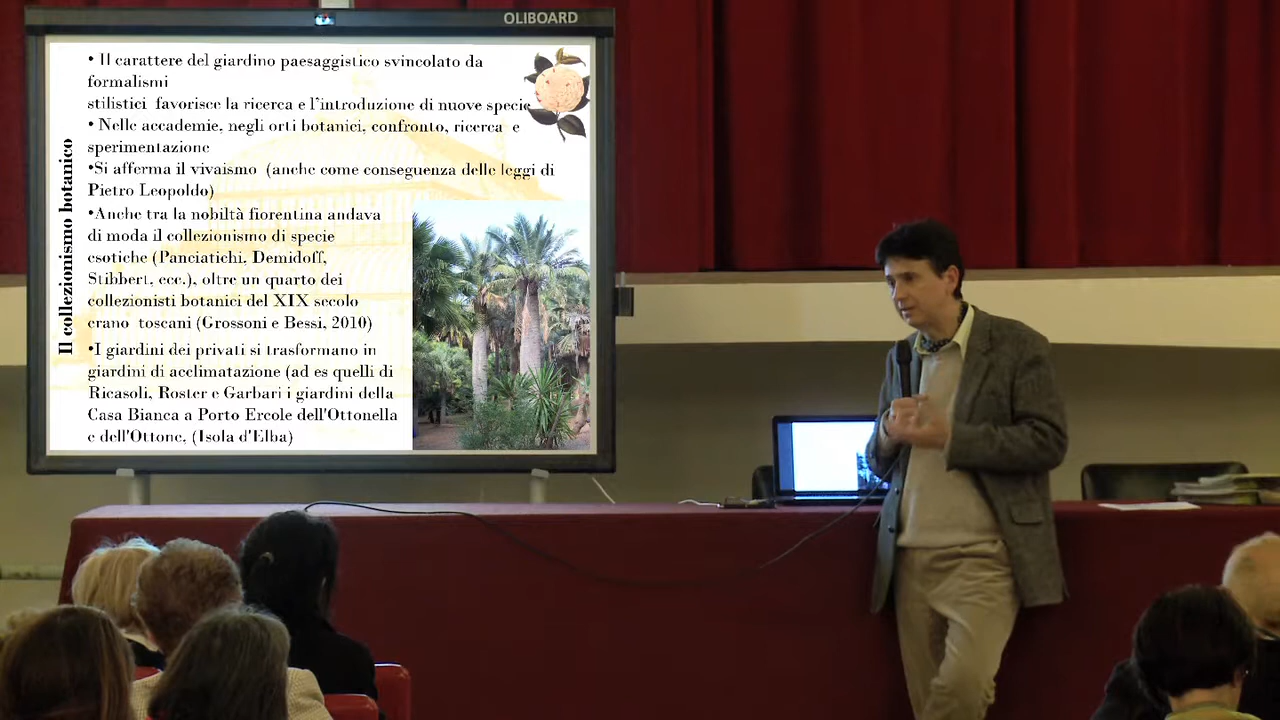 OLIBOARD
Il collezionismo botanico
• Il carattere del giardino paesaggistico svincolato da
formalismi
stilistici favorisce la ricerca e l'introduzione di nuove specie
• Nelle accademie, negli orti botanici, confronto, ricerca e
sperimentazione
•Si afferma il vivaismo (anche come conseguenza delle leggi di
Pietro Leopoldo)
•Anche tra la nobiltà fiorentina andava
di moda il collezionismo di specie
esotiche (Panciatichi, Demidoff,
Stibbert, ecc.), oltre un quarto dei
collezionisti botanici del XIX secolo
erano toscani (Grossoni e Bessi, 2010)
•I giardini dei privati si trasformano in
giardini di acclimatazione (ad es quelli di
Ricasoli, Roster e Garbari i giardini della
Casa Bianca a Porto Ercole dell'Ottonella
e dell'Ottone, (Isola d'Elba)